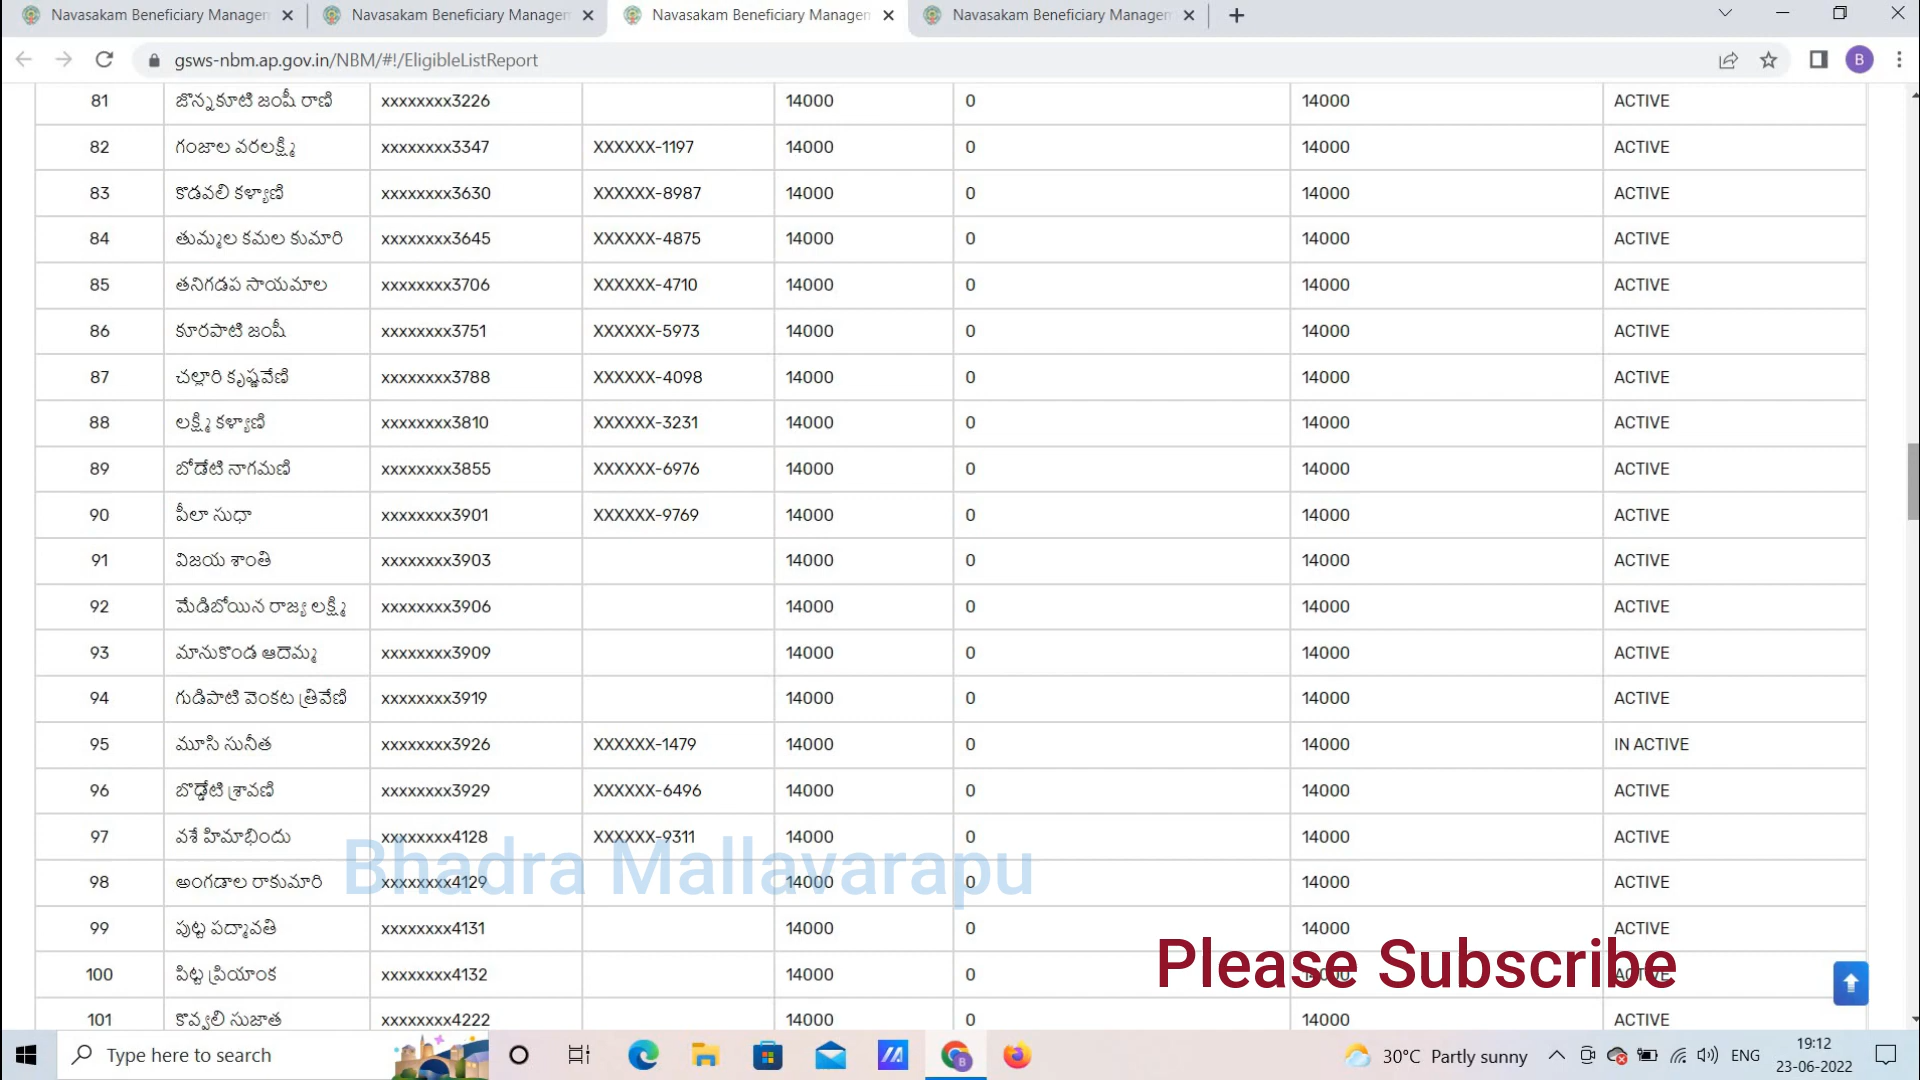 Navasakam Beneficiary Managem Navasakam Beneficiary Managem Navasakam Beneficiary Managem Navasakam Beneficiary Managem
gsws-nbm.ap.gov.in/NBM/#!/EligibleListReport B
81 జొన్నకూటి జంషీ రాణి xxxxxxxx3226 14000 0 14000 ACTIVE
82 గంజాల వరలక్ష్మి xxxxxxxx3347 XXXXXX-1197 14000 0 14000 ACTIVE
83 కొడవలి కళ్యాణి xxxxxxxx3630 XXXXXX-8987 14000 0 14000 ACTIVE
84 తుమ్మల కమల కుమారి xxxxxxxx3645 XXXXXX-4875 14000 0 14000 ACTIVE
85 తనిగడప సాయమాల xxxxxxxx3706 XXXXXX-4710 14000 0 14000 ACTIVE
86 కూరపాటి జంషీ xxxxxxxx3751 XXXXXX-5973 14000 0 14000 ACTIVE
87 చల్లారి కృష్ణవేణి xxxxxxxx3788 XXXXXX-4098 14000 0 14000 ACTIVE
88 లక్ష్మి కళ్యాణి xxxxxxxx3810 XXXXXX-3231 14000 0 14000 ACTIVE
89 బోడేటి నాగమణి xxxxxxxx3855 XXXXXX-6976 14000 0 14000 ACTIVE
90 పీలా సుధా xxxxxxxx3901 XXXXXX-9769 14000 0 14000 ACTIVE
91 విజయ శాంతి xxxxxxxx3903 14000 0 14000 ACTIVE
92 మేడిబోయిన రాజ్య లక్ష్మి xxxxxxxx3906 14000 0 14000 ACTIVE
93 మానుకొండ ఆదెమ్మ xxxxxxxx3909 14000 0 14000 ACTIVE
94 గుడిపాటి వెంకట త్రివేణి xxxxxxxx3919 14000 0 14000 ACTIVE
95 మూసి సునీత xxxxxxxx3926 XXXXXX-1479 14000 0 14000 IN ACTIVE
96 బొడ్డేటి శ్రావణి xxxxxxxx3929 XXXXXX-6496 14000 0 14000 ACTIVE
97 వశే హిమాభిందు xxxxxxxx4128 XXXXXX-9311 14000 0 14000 ACTIVE
Bhadra Mallavarapu
98 అంగడాల రాకుమారి xxxxxxxx4129 14000 0 14000 ACTIVE
99 పుట్ట పద్మావతి xxxxxxxx4131 14000 0 14000 ACTIVE
Please Subscribe
100 పిట్ట ప్రియాంక xxxxxxxx4132 14000 0 14000 ACTIVE
101 కొవ్వలి సుజాత xxxxxxxx4222 14000 0 14000 ACTIVE
Type here to search 30°C Partly sunny ENG 19:12
23-06-2022